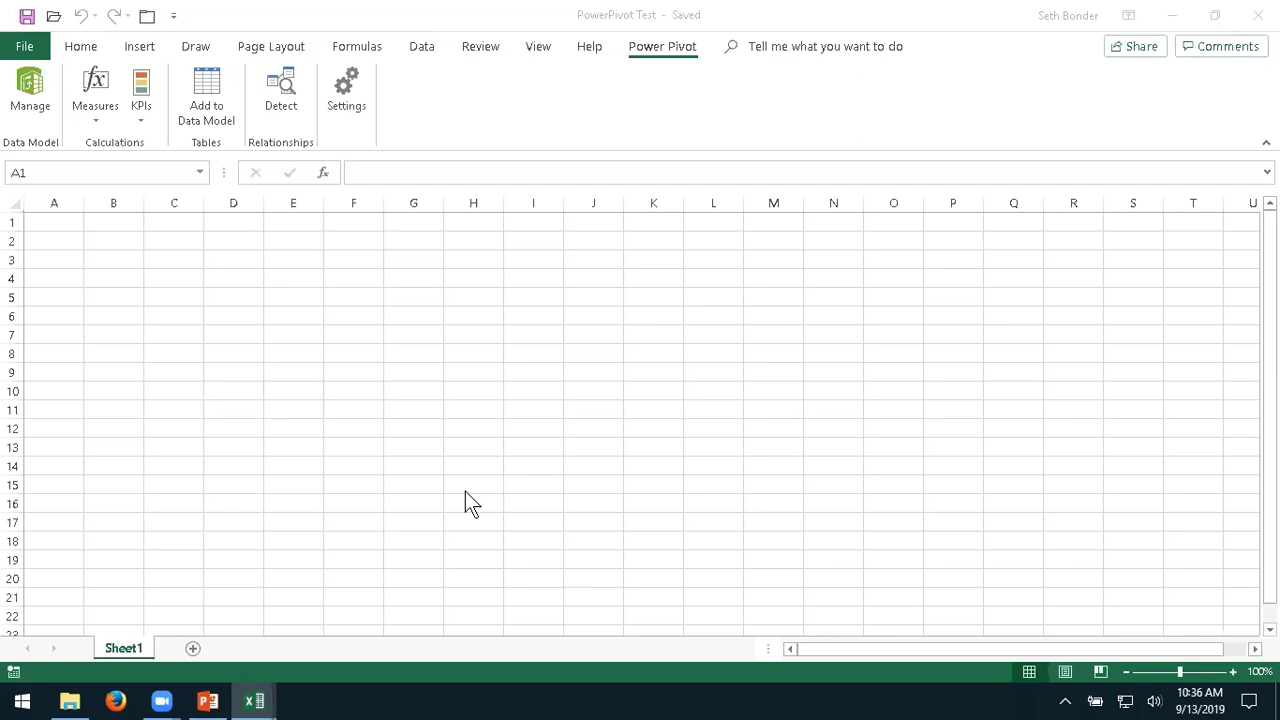 PowerPivot Test - Saved
Seth Bonder
File Home Insert Draw Page Layout Formulas Data Review View Help Power Pivot Tell me what you want to do Share Comments
Manage Measures KPIs Add to Data Model Detect Settings
Data Model Calculations Tables Relationships
A1 fx
A B C D E F G H I J K L M N O P Q R S T U
1
2
3
4
5
6
7
8
9
10
11
12
13
14
15
16
17
18
19
20
21
22
23
Sheet1
100%
10:36 AM
9/13/2019